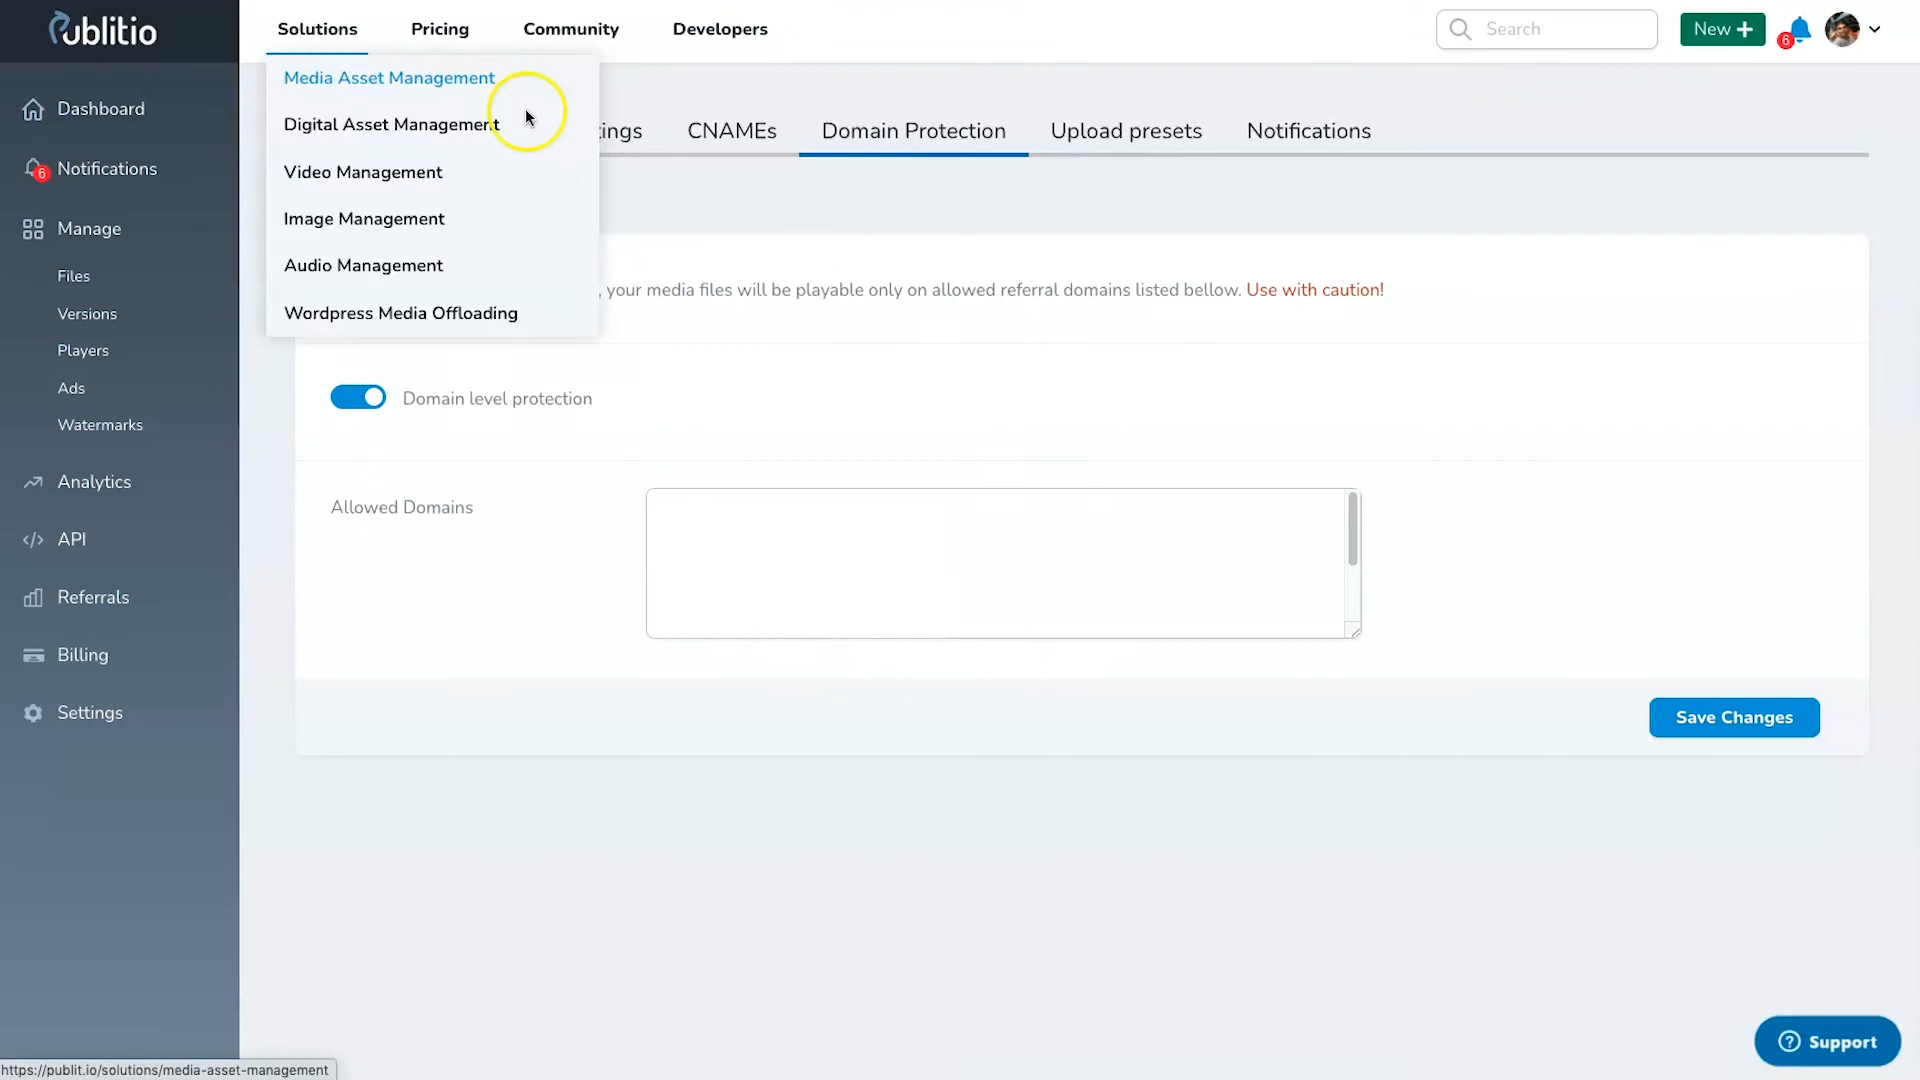 Publitio
Solutions
Pricing
Community
Developers
Search
New +
6
Media Asset Management
Digital Asset Management
Video Management
Image Management
Audio Management
Wordpress Media Offloading
Dashboard
6
Notifications
Manage
Files
Versions
Players
Ads
Watermarks
Analytics
API
Referrals
Billing
Settings
tings
CNAMEs
Domain Protection
Upload presets
Notifications
, your media files will be playable only on allowed referral domains listed bellow. Use with caution!
Domain level protection
Allowed Domains
Save Changes
? Support
https://publit.io/solutions/media-asset-management